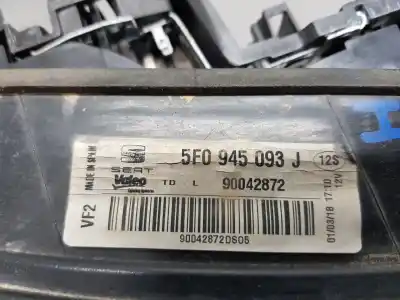 MADE IN SPAIN
SEAT
5F0 945 093 J
12S
Valeo
TD L
90042872
12V
VF2
90042872DS05
01/03/18 17:10